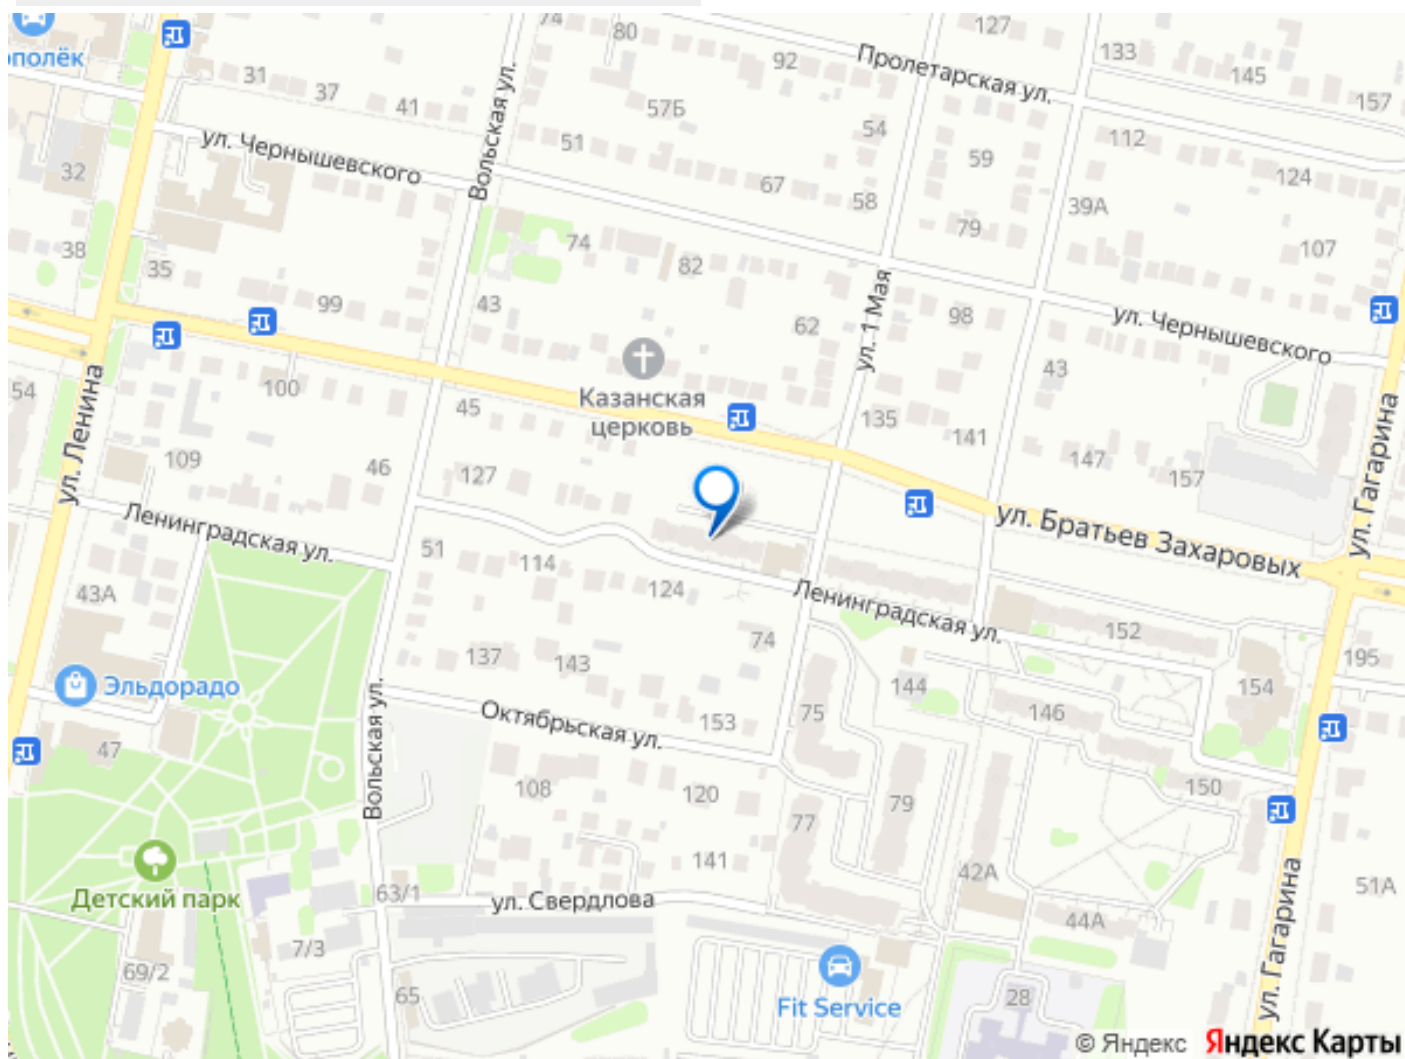 74
80
127
133
ополёк
31
37
41
92
Пролетарская ул.
145
157
57Б
54
112
51
59
ул. Чернышевского
Вольская ул.
67
58
124
32
39А
79
107
38
35
74
82
99
43
62
98
ул. 1 Мая
ул. Чернышевского
54
100
43
Казанская
церковь
45
135
141
ул. Ленина
109
46
127
147
157
ул. Гагарина
Ленинградская ул.
ул. Братьев Захаровых
51
114
124
43А
Ленинградская ул.
152
74
195
137
143
144
154
Эльдорадо
Октябрьская ул.
153
75
146
47
Вольская ул.
108
120
79
150
77
141
42А
Детский парк
63/1
ул. Свердлова
51А
44А
7/3
69/2
65
Fit Service
28
ул. Гагарина
© Яндекс Яндекс Карты